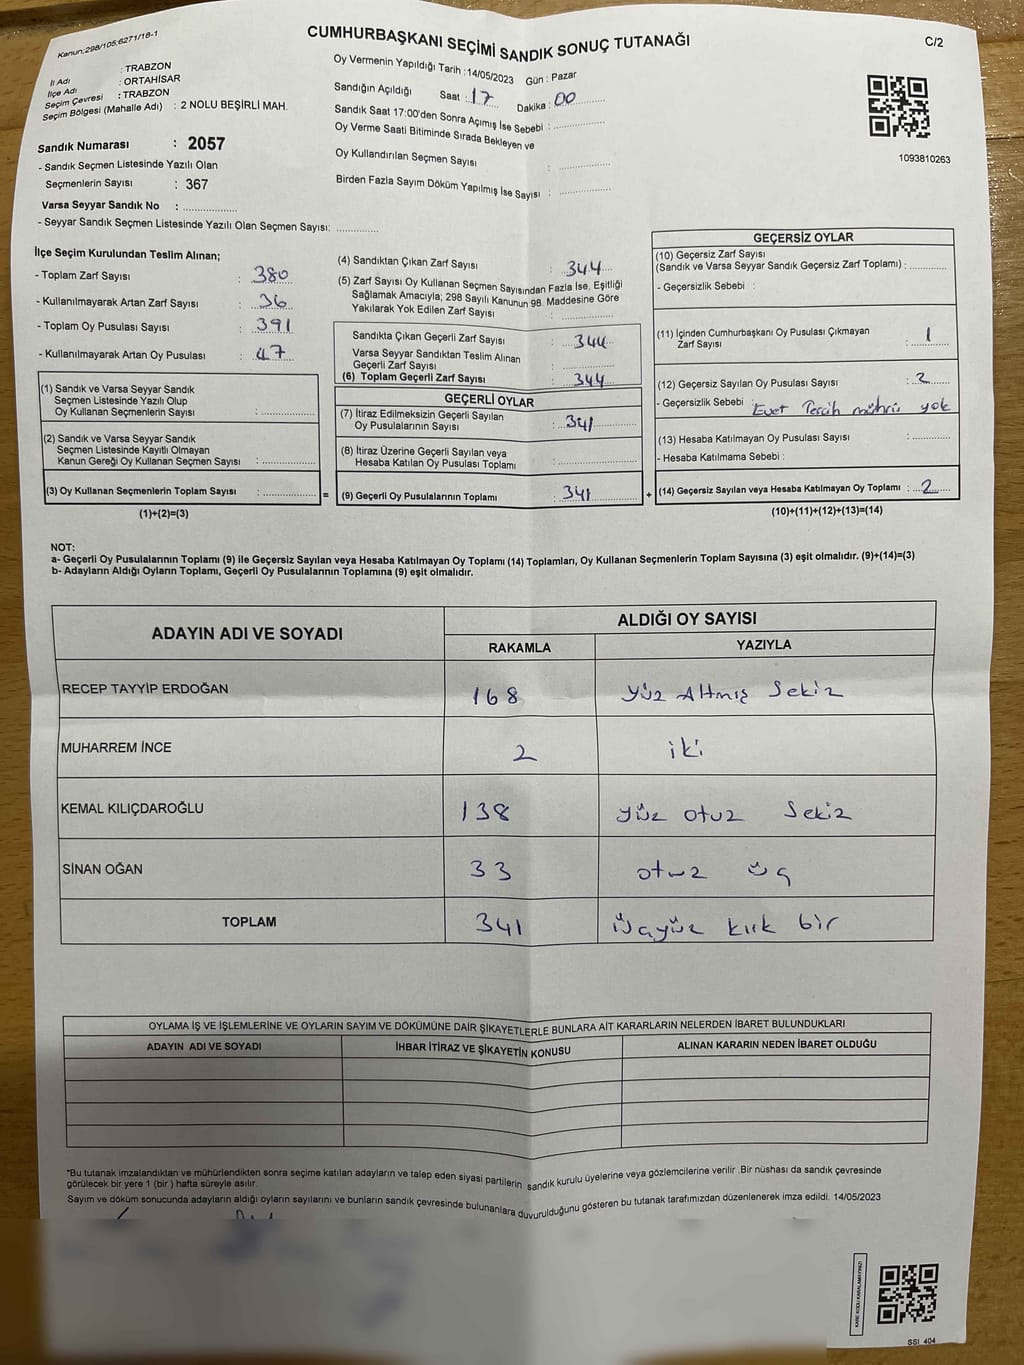 Kanun:298/105;6271/18-1
CUMHURBAŞKANI SEÇİMİ SANDIK SONUÇ TUTANAĞI
C/2
İl Adı : TRABZON
İlçe Adı : ORTAHİSAR
Seçim Çevresi : TRABZON
Seçim Bölgesi (Mahalle Adı) : 2 NOLU BEŞİRLİ MAH.
Oy Vermenin Yapıldığı Tarih : 14/05/2023 Gün : Pazar
Sandığın Açıldığı Saat : 17 Dakika : 00
Sandık Saat 17:00'den Sonra Açmış İse Sebebi :
Oy Verme Saati Bitiminde Sırada Bekleyen ve
Oy Kullandırılan Seçmen Sayısı :
Birden Fazla Sayım Döküm Yapılmış İse Sayısı :
1093810263
Sandık Numarası : 2057
- Sandık Seçmen Listesinde Yazılı Olan
Seçmenlerin Sayısı : 367
Varsa Seyyar Sandık No :
- Seyyar Sandık Seçmen Listesinde Yazılı Olan Seçmen Sayısı:
İlçe Seçim Kurulundan Teslim Alınan;
- Toplam Zarf Sayısı : 380
- Kullanılmayarak Artan Zarf Sayısı : 36
- Toplam Oy Pusulası Sayısı : 391
- Kullanılmayarak Artan Oy Pusulası : 47
(1) Sandık ve Varsa Seyyar Sandık
Seçmen Listesinde Yazılı Olup
Oy Kullanan Seçmenlerin Sayısı :
(2) Sandık ve Varsa Seyyar Sandık
Seçmen Listesinde Kayıtlı Olmayan
Kanun Gereği Oy Kullanan Seçmen Sayısı :
(3) Oy Kullanan Seçmenlerin Toplam Sayısı :
(1)+(2)=(3)
=
(4) Sandıktan Çıkan Zarf Sayısı : 344
(5) Zarf Sayısı Oy Kullanan Seçmen Sayısından Fazla İse, Eşitliği
Sağlamak Amacıyla; 298 Sayılı Kanunun 98. Maddesine Göre
Yakılarak Yok Edilen Zarf Sayısı :
Sandıkta Çıkan Geçerli Zarf Sayısı : 344
Varsa Seyyar Sandıktan Teslim Alınan
Geçerli Zarf Sayısı :
(6) Toplam Geçerli Zarf Sayısı : 344
GEÇERLİ OYLAR
(7) İtiraz Edilmeksizin Geçerli Sayılan
Oy Pusulalarının Sayısı : 341
(8) İtiraz Üzerine Geçerli Sayılan veya
Hesaba Katılan Oy Pusulası Toplamı :
(9) Geçerli Oy Pusulalarının Toplamı : 341
+
GEÇERSİZ OYLAR
(10) Geçersiz Zarf Sayısı
(Sandık ve Varsa Seyyar Sandık Geçersiz Zarf Toplamı) :
- Geçersizlik Sebebi :
(11) İçinden Cumhurbaşkanı Oy Pusulası Çıkmayan
Zarf Sayısı : 1
(12) Geçersiz Sayılan Oy Pusulası Sayısı : 2
- Geçersizlik Sebebi : Evet Tercih mührü yok
(13) Hesaba Katılmayan Oy Pusulası Sayısı :
- Hesaba Katılmama Sebebi :
(14) Geçersiz Sayılan veya Hesaba Katılmayan Oy Toplamı : 2
(10)+(11)+(12)+(13)=(14)
NOT:
a- Geçerli Oy Pusulalarının Toplamı (9) ile Geçersiz Sayılan veya Hesaba Katılmayan Oy Toplamı (14) Toplamları, Oy Kullanan Seçmenlerin Toplam Sayısına (3) eşit olmalıdır. (9)+(14)=(3)
b- Adayların Aldığı Oyların Toplamı, Geçerli Oy Pusulalarının Toplamına (9) eşit olmalıdır.
ADAYIN ADI VE SOYADI ALDIĞI OY SAYISI
RAKAMLA YAZIYLA
RECEP TAYYİP ERDOĞAN 168 yüz Altmış Sekiz
MUHARREM İNCE 2 iki
KEMAL KILIÇDAROĞLU 138 yüz otuz Sekiz
SİNAN OĞAN 33 otuz üç
TOPLAM 341 üçyüz kırk bir
OYLAMA İŞ VE İŞLEMLERİNE VE OYLARIN SAYIM VE DÖKÜMÜNE DAİR ŞİKAYETLERLE BUNLARA AİT KARARLARIN NELERDEN İBARET BULUNDUKLARI
ADAYIN ADI VE SOYADI İHBAR İTİRAZ VE ŞİKAYETİN KONUSU ALINAN KARARIN NEDEN İBARET OLDUĞU
*Bu tutanak imzalandıktan ve mühürlendikten sonra seçime katılan adayların ve talep eden siyasi partilerin sandık kurulu üyelerine veya gözlemcilerine verilir .Bir nüshası da sandık çevresinde
görülecek bir yere 1 (bir ) hafta süreyle asılır.
Sayım ve döküm sonucunda adayların aldığı oyların sayılarını ve bunların sandık çevresinde bulunanlara duvurulduğunu gösteren bu tutanak tarafımızdan düzenlenerek imza edildi. 14/05/2023
KARE KODU KARALAMAYINIZ!
SSI 404